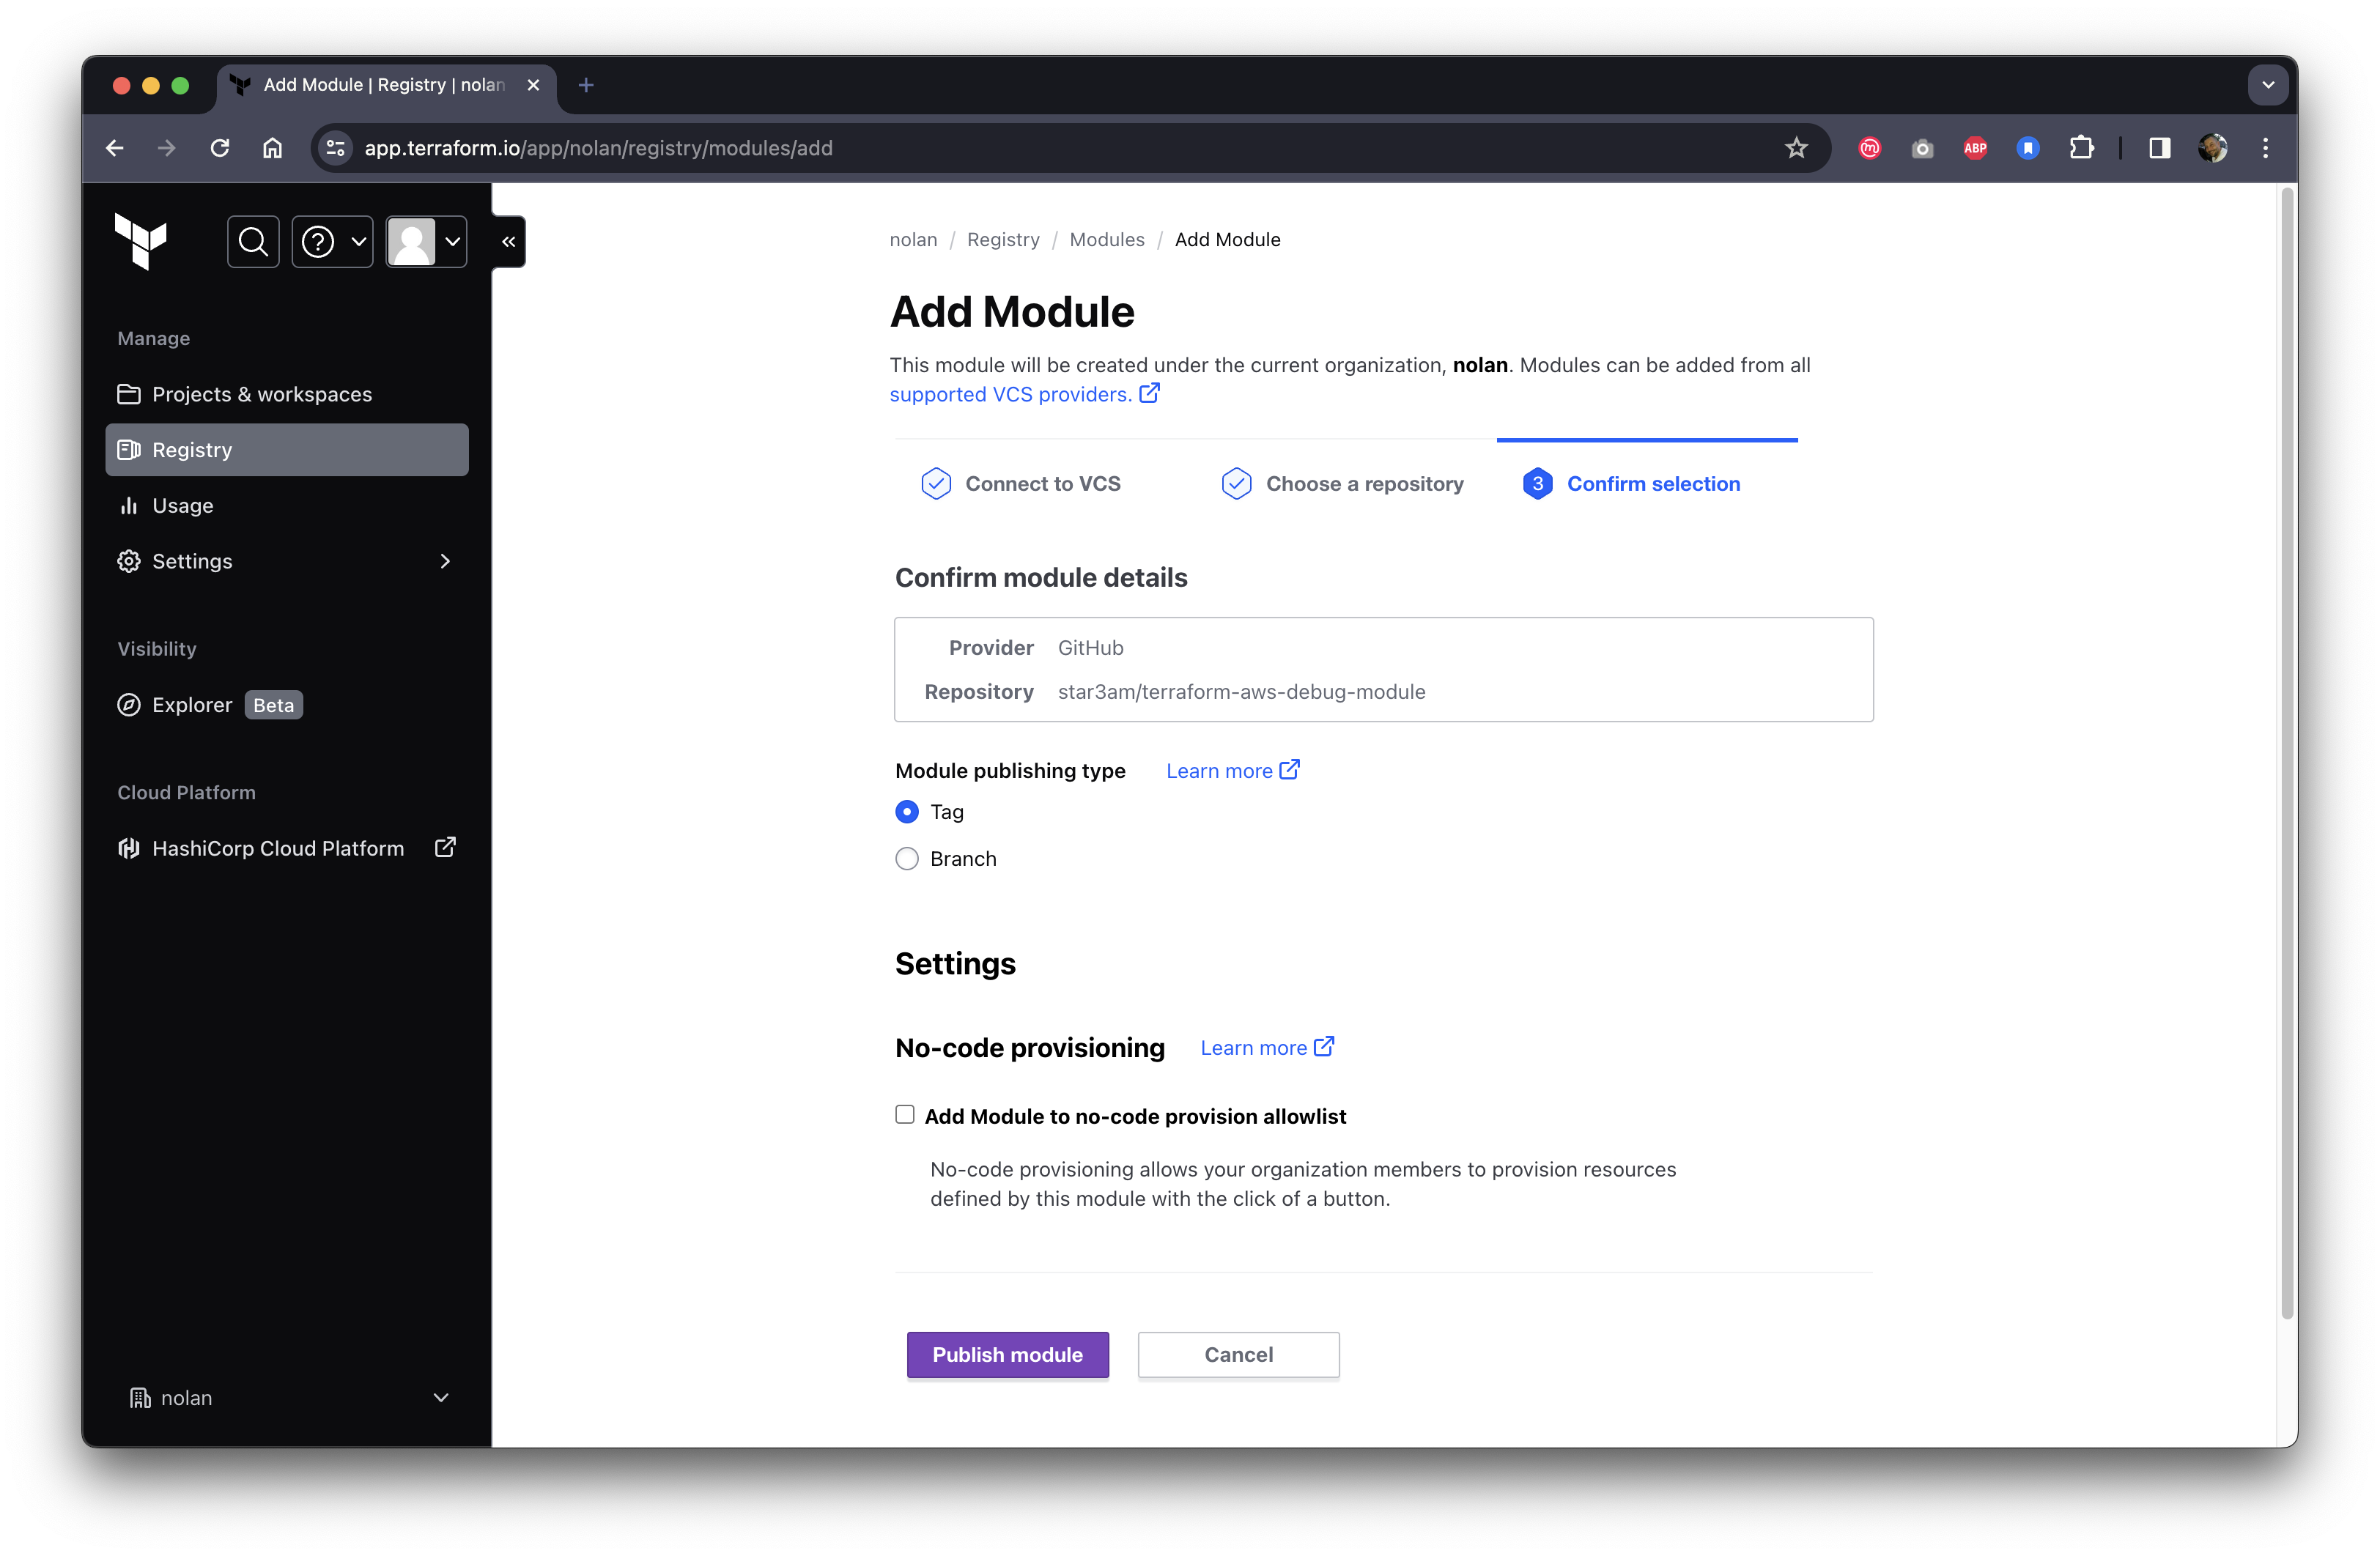 Add Module | Registry | nolan
app.terraform.io/app/nolan/registry/modules/add
ABP
Manage
Projects & workspaces
Registry
Usage
Settings
Visibility
Explorer Beta
Cloud Platform
HashiCorp Cloud Platform
nolan
nolan / Registry / Modules / Add Module
Add Module
This module will be created under the current organization, nolan. Modules can be added from all
supported VCS providers.
Connect to VCS
Choose a repository
3 Confirm selection
Confirm module details
Provider GitHub
Repository star3am/terraform-aws-debug-module
Module publishing type Learn more
Tag
Branch
Settings
No-code provisioning Learn more
Add Module to no-code provision allowlist
No-code provisioning allows your organization members to provision resources
defined by this module with the click of a button.
Publish module
Cancel